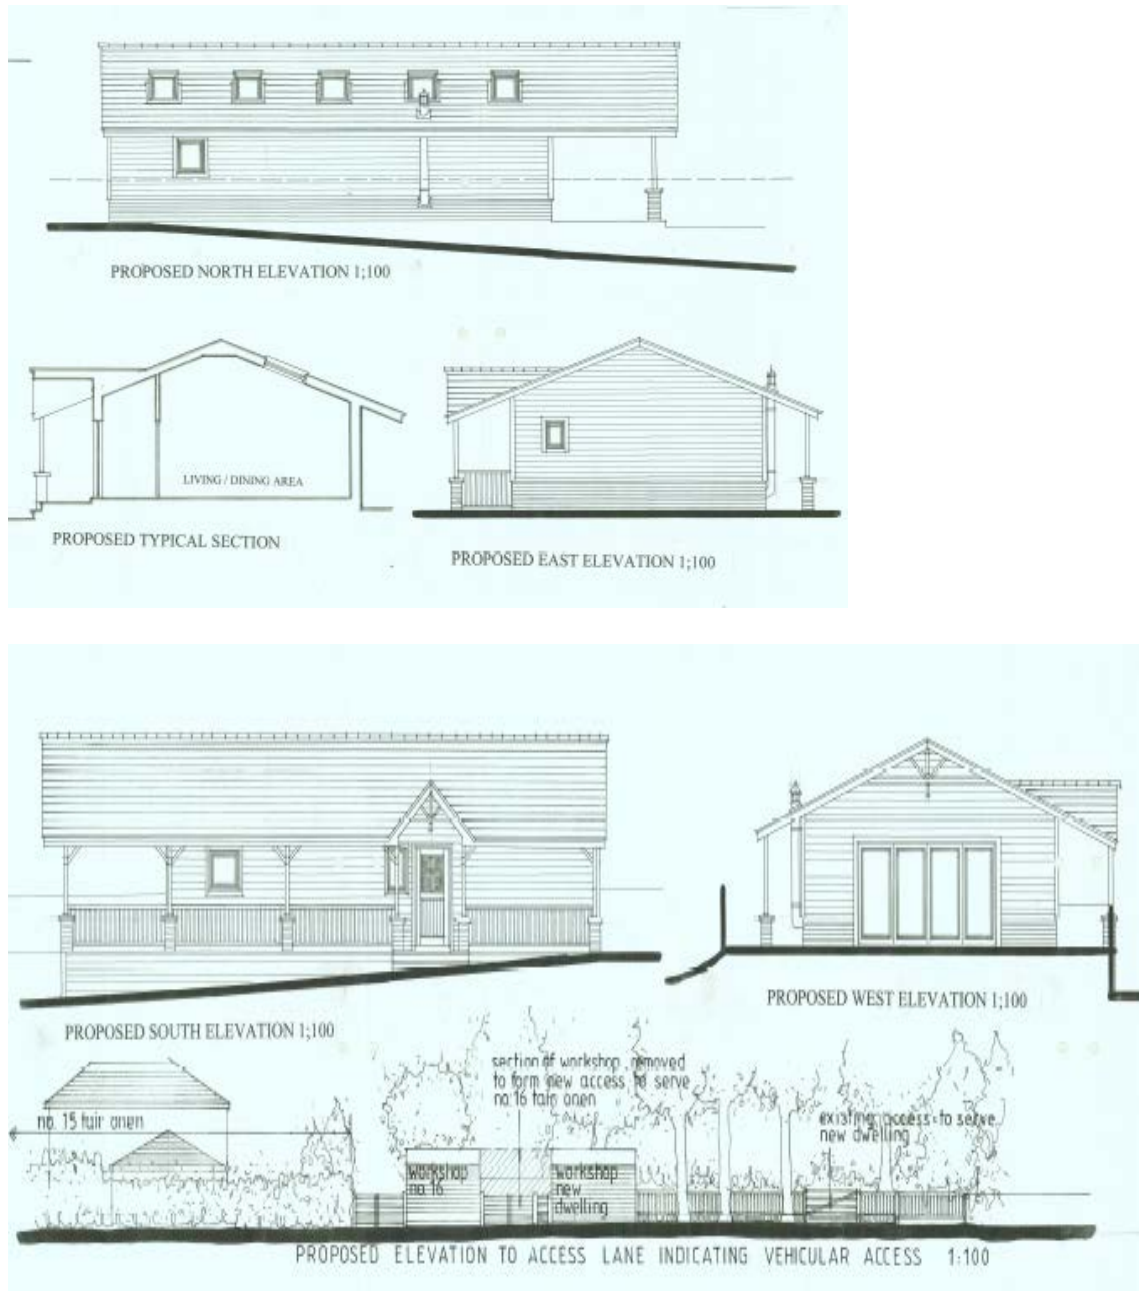 PROPOSED NORTH ELEVATION 1;100
LIVING / DINING AREA
PROPOSED TYPICAL SECTION
PROPOSED EAST ELEVATION 1;100
PROPOSED SOUTH ELEVATION 1;100
PROPOSED WEST ELEVATION 1;100
section of workshop removed
to form new access to serve
no 16 tair onen
no. 15 tair onen
existing access to serve
new dwelling
workshop
no. 16
workshop
new
dwelling
PROPOSED ELEVATION TO ACCESS LANE INDICATING VEHICULAR ACCESS 1:100